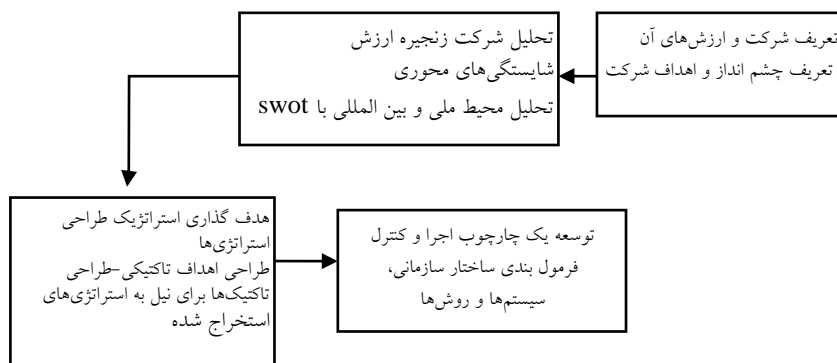 تعریف شرکت و ارزش‌های آن
تعریف چشم انداز و اهداف شرکت
تحلیل شرکت زنجیره ارزش
شایستگی‌های محوری
تحلیل محیط ملی و بین المللی با swot
هدف گذاری استراتژیک طراحی
استراتژی‌ها
طراحی اهداف تاکتیکی-طراحی
تاکتیک‌ها برای نیل به استراتژی‌های
استخراج شده
توسعه یک چارچوب اجرا و کنترل
فرمول بندی ساختار سازمانی،
سیستم‌ها و روش‌ها